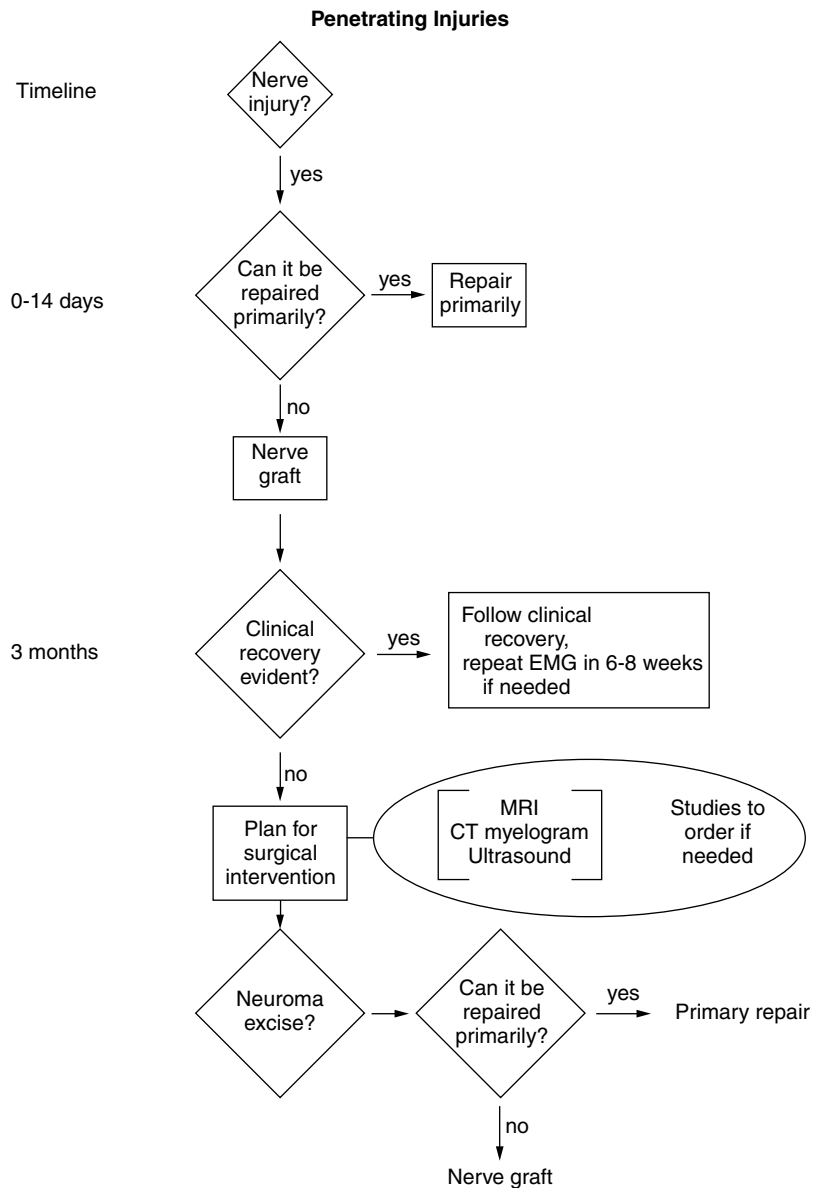 Penetrating Injuries
Timeline
Nerve
injury?
yes
0-14 days
Can it be
repaired
primarily?
yes
Repair
primarily
no
Nerve
graft
3 months
Clinical
recovery
evident?
yes
Follow clinical
recovery,
repeat EMG in 6-8 weeks
if needed
no
Plan for
surgical
intervention
MRI
CT myelogram
Ultrasound
Studies to
order if
needed
Neuroma
excise?
Can it be
repaired
primarily?
yes
Primary repair
no
Nerve graft